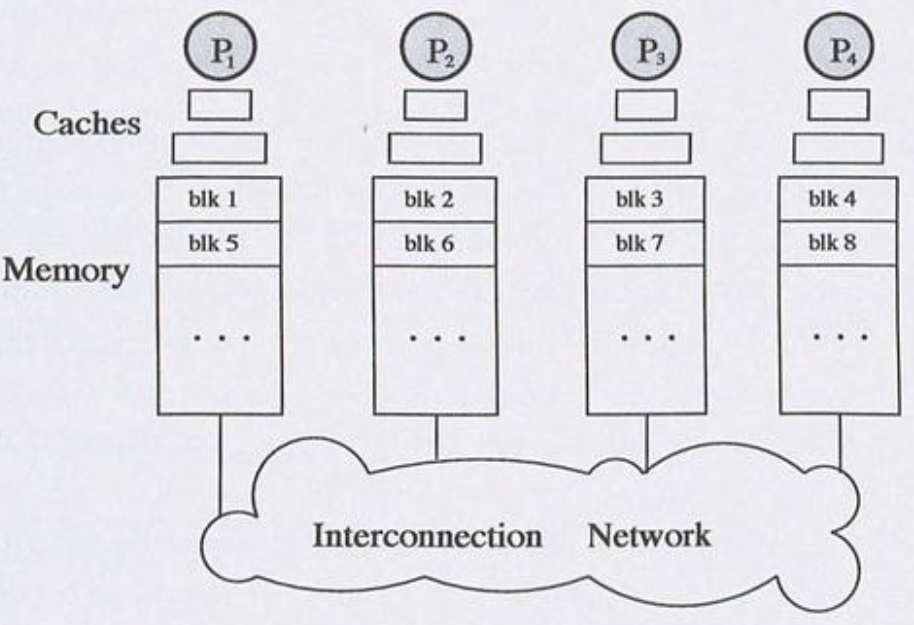 P1 P2 P3 P4
Caches
blk 1 blk 2 blk 3 blk 4
blk 5 blk 6 blk 7 blk 8
Memory
... ... ... ...
Interconnection Network